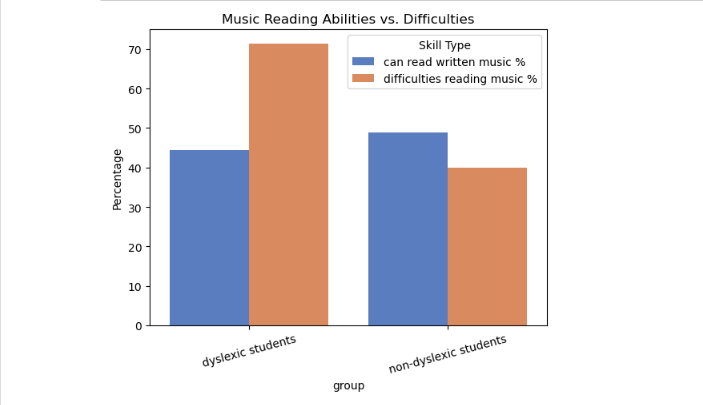 Music Reading Abilities vs. Difficulties
Skill Type
can read written music %
difficulties reading music %
Percentage
70
60
50
40
30
20
10
0
dyslexic students
non-dyslexic students
group